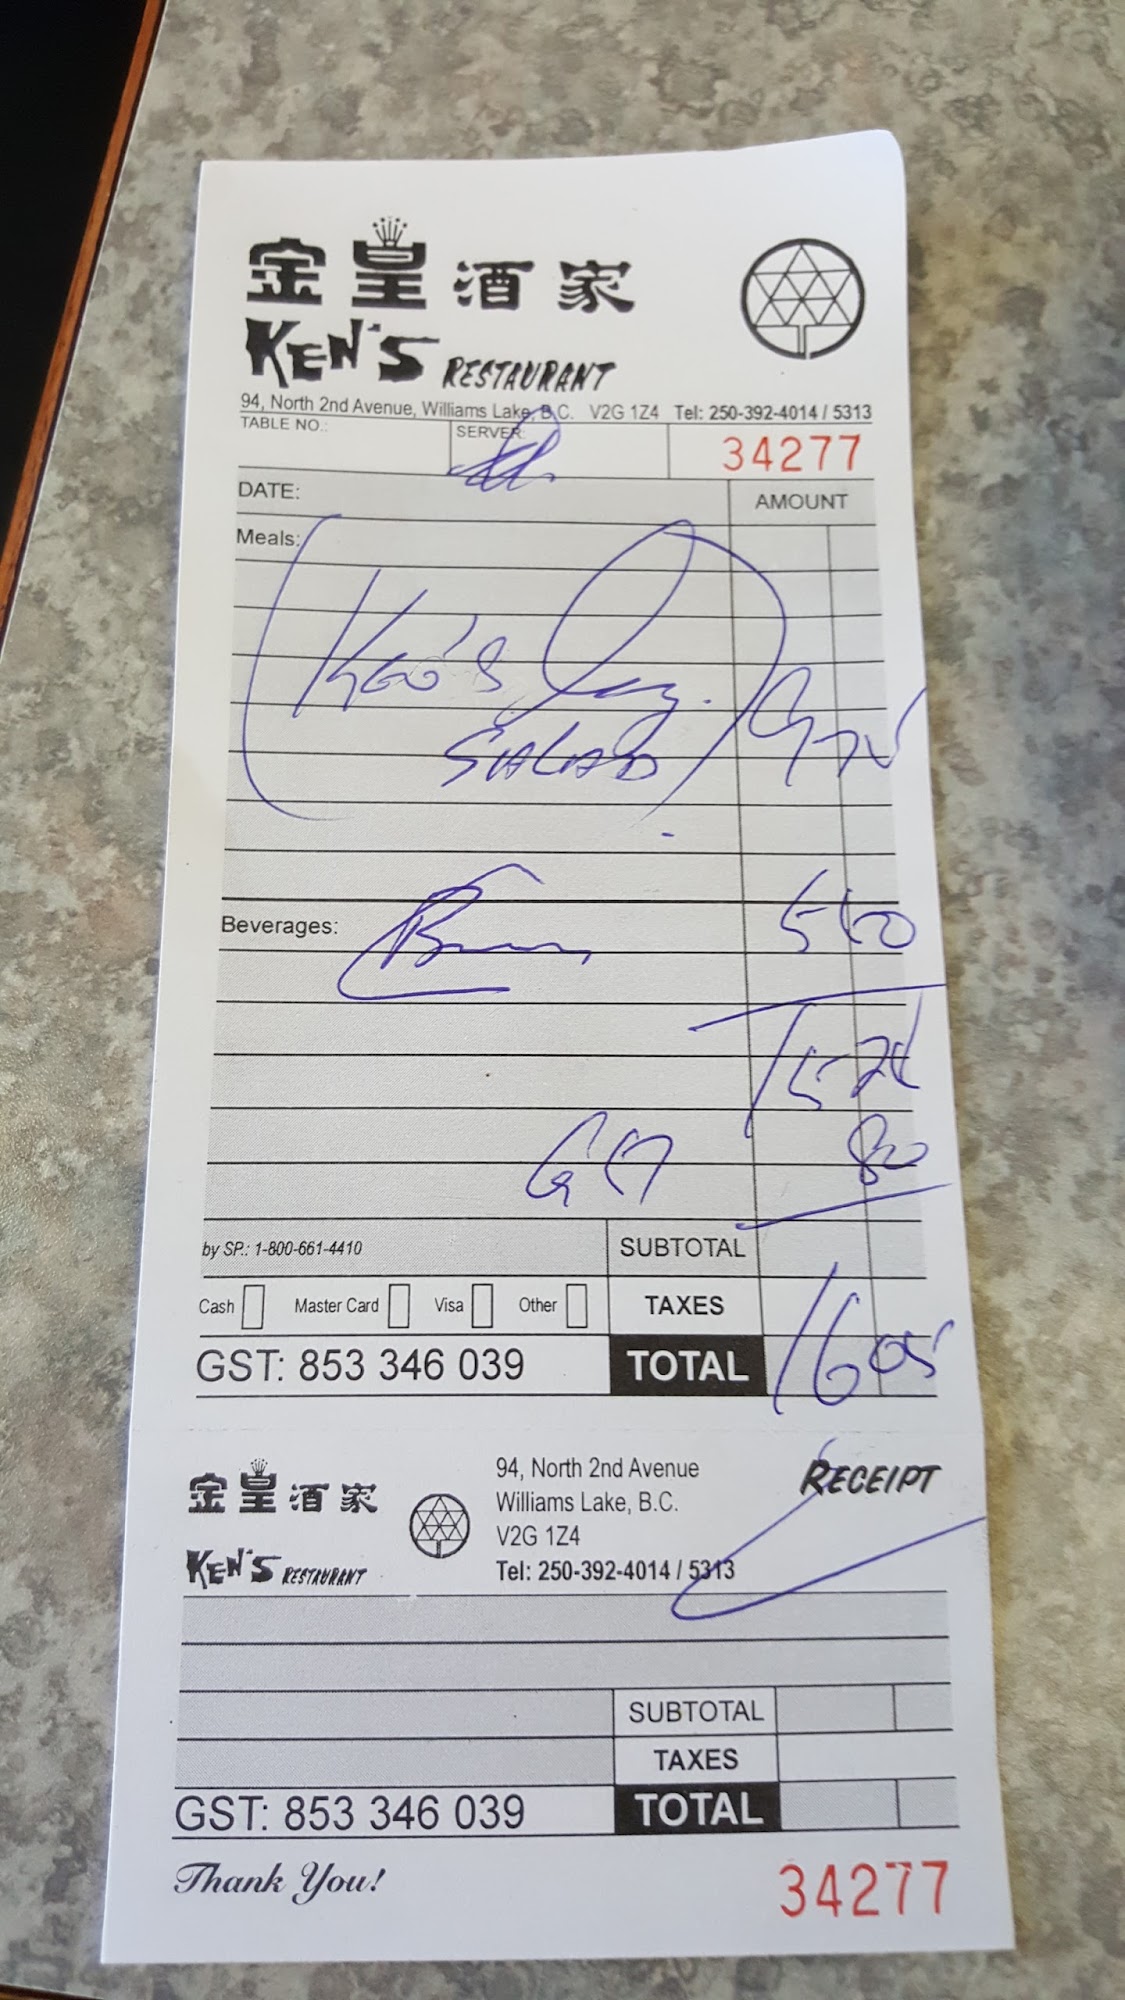 金皇酒家
KEN'S RESTAURANT
94, North 2nd Avenue, Williams Lake, B.C. V2G 1Z4 Tel: 250-392-4014 / 5313
TABLE NO.: SERVER: 34277
DATE: AMOUNT
Meals:
SALAD
Beverages:
by SP.: 1-800-661-4410 SUBTOTAL
Cash Master Card Visa Other TAXES
GST: 853 346 039 TOTAL 1605
金皇酒家
KEN'S RESTAURANT
94, North 2nd Avenue
Williams Lake, B.C.
V2G 1Z4
Tel: 250-392-4014 / 5313
RECEIPT
SUBTOTAL
TAXES
GST: 853 346 039 TOTAL
Thank You! 34277